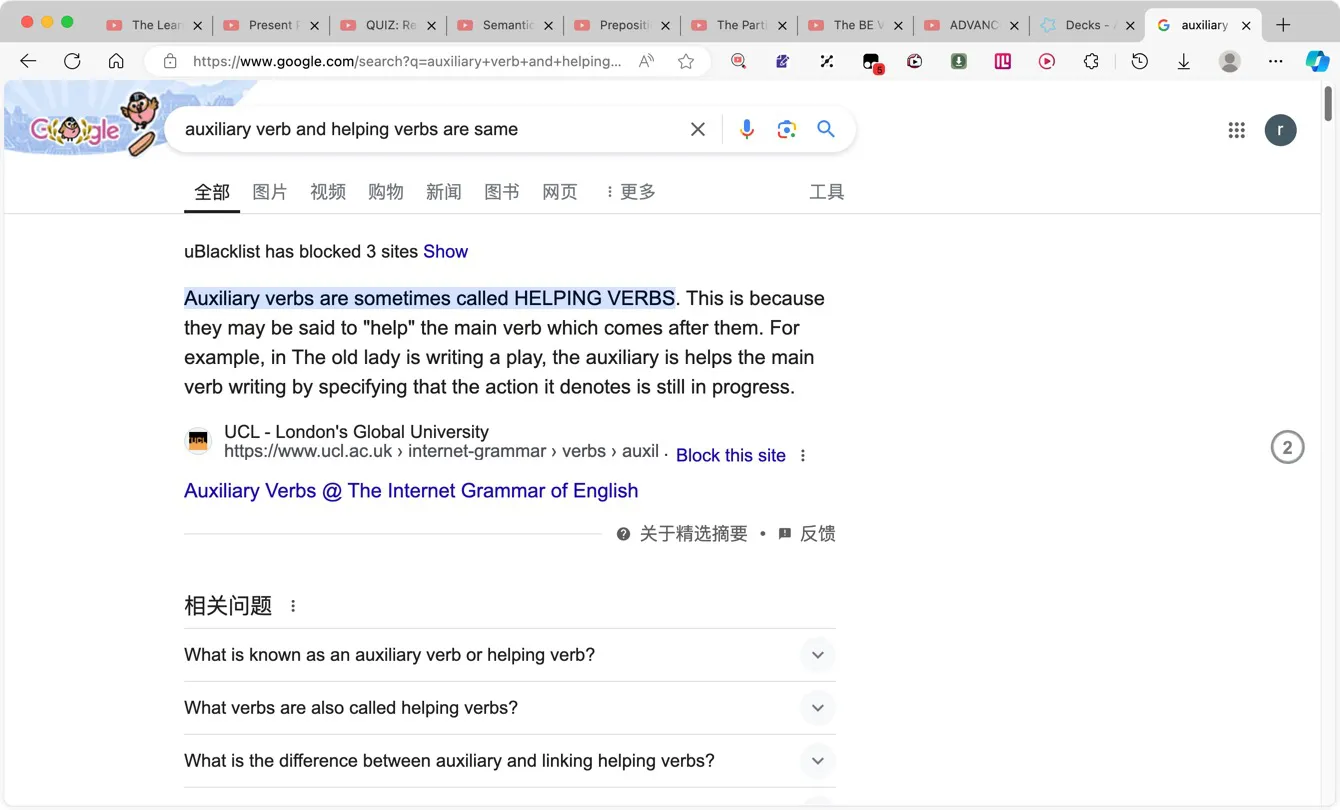 The Lear
Present
QUIZ: Re
Semantic
Prepositi
The Parti
The BE V
ADVANC
Decks - A
auxiliary
https://www.google.com/search?q=auxiliary+verb+and+helping...
5
Google
auxiliary verb and helping verbs are same
r
全部 图片 视频 购物 新闻 图书 网页 更多 工具
uBlacklist has blocked 3 sites Show
Auxiliary verbs are sometimes called HELPING VERBS. This is because
they may be said to "help" the main verb which comes after them. For
example, in The old lady is writing a play, the auxiliary is helps the main
verb writing by specifying that the action it denotes is still in progress.
UCL
UCL - London's Global University
https://www.ucl.ac.uk › internet-grammar › verbs › auxil · Block this site
2
Auxiliary Verbs @ The Internet Grammar of English
关于精选摘要 • 反馈
相关问题
What is known as an auxiliary verb or helping verb?
What verbs are also called helping verbs?
What is the difference between auxiliary and linking helping verbs?